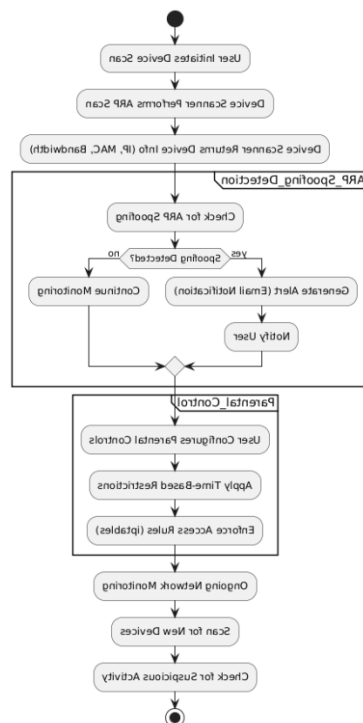 User Initiates Device Scan
Device Scanner Performs ARP Scan
Device Scanner Returns Device Info (IP, MAC, Bandwidth)
ARP_Spoofing_Detection
Check for ARP Spoofing
Spoofing Detected?
yes
no
Generate Alert (Email Notification)
Continue Monitoring
Notify User
Parental_Control
User Configures Parental Controls
Apply Time-Based Restrictions
Enforce Access Rules (iptables)
Ongoing Network Monitoring
Scan for New Devices
Check for Suspicious Activity